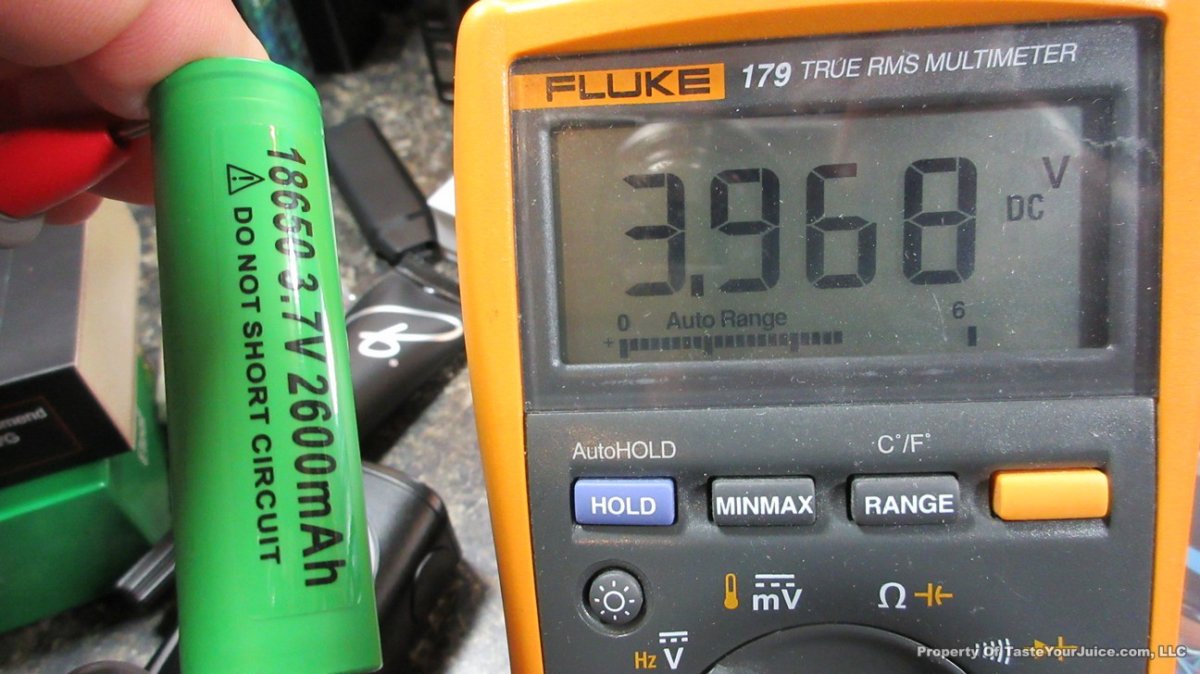 18650 3.7V 2600mAh
DO NOT SHORT CIRCUIT
FLUKE 179 TRUE RMS MULTIMETER
3.968 V
DC
0 Auto Range 6
+
AutoHOLD
C°/F°
HOLD
MINMAX
RANGE
mV
Ω
Hz V
Property Of TasteYourJuice.com, LLC